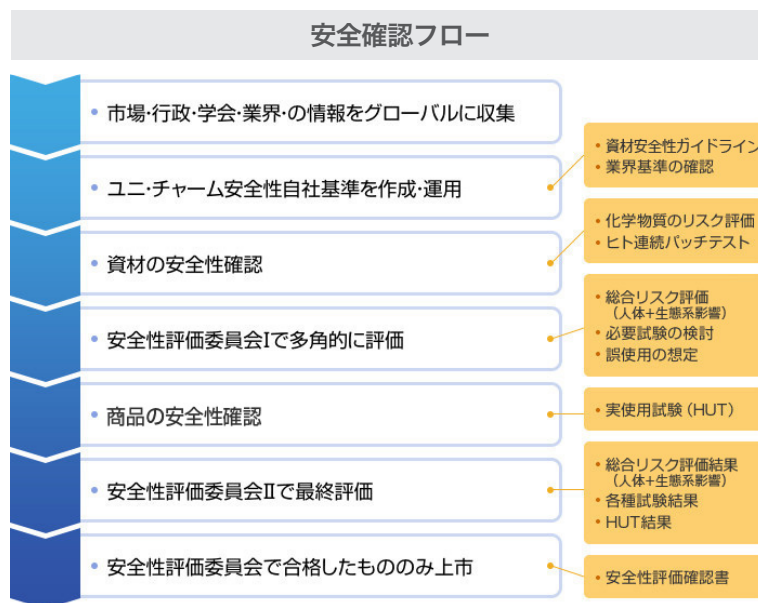 安全確認フロー
• 市場・行政・学会・業界・の情報をグローバルに収集
• ユニ・チャーム安全性自社基準を作成・運用
• 資材安全性ガイドライン
• 業界基準の確認
• 資材の安全性確認
• 化学物質のリスク評価
• ヒト連続パッチテスト
• 安全性評価委員会Iで多角的に評価
• 総合リスク評価
（人体+生態系影響）
• 必要試験の検討
• 誤使用の想定
• 商品の安全性確認
• 実使用試験（HUT）
• 安全性評価委員会Ⅱで最終評価
• 総合リスク評価結果
（人体+生態系影響）
• 各種試験結果
• HUT結果
• 安全性評価委員会で合格したもののみ上市
• 安全性評価確認書